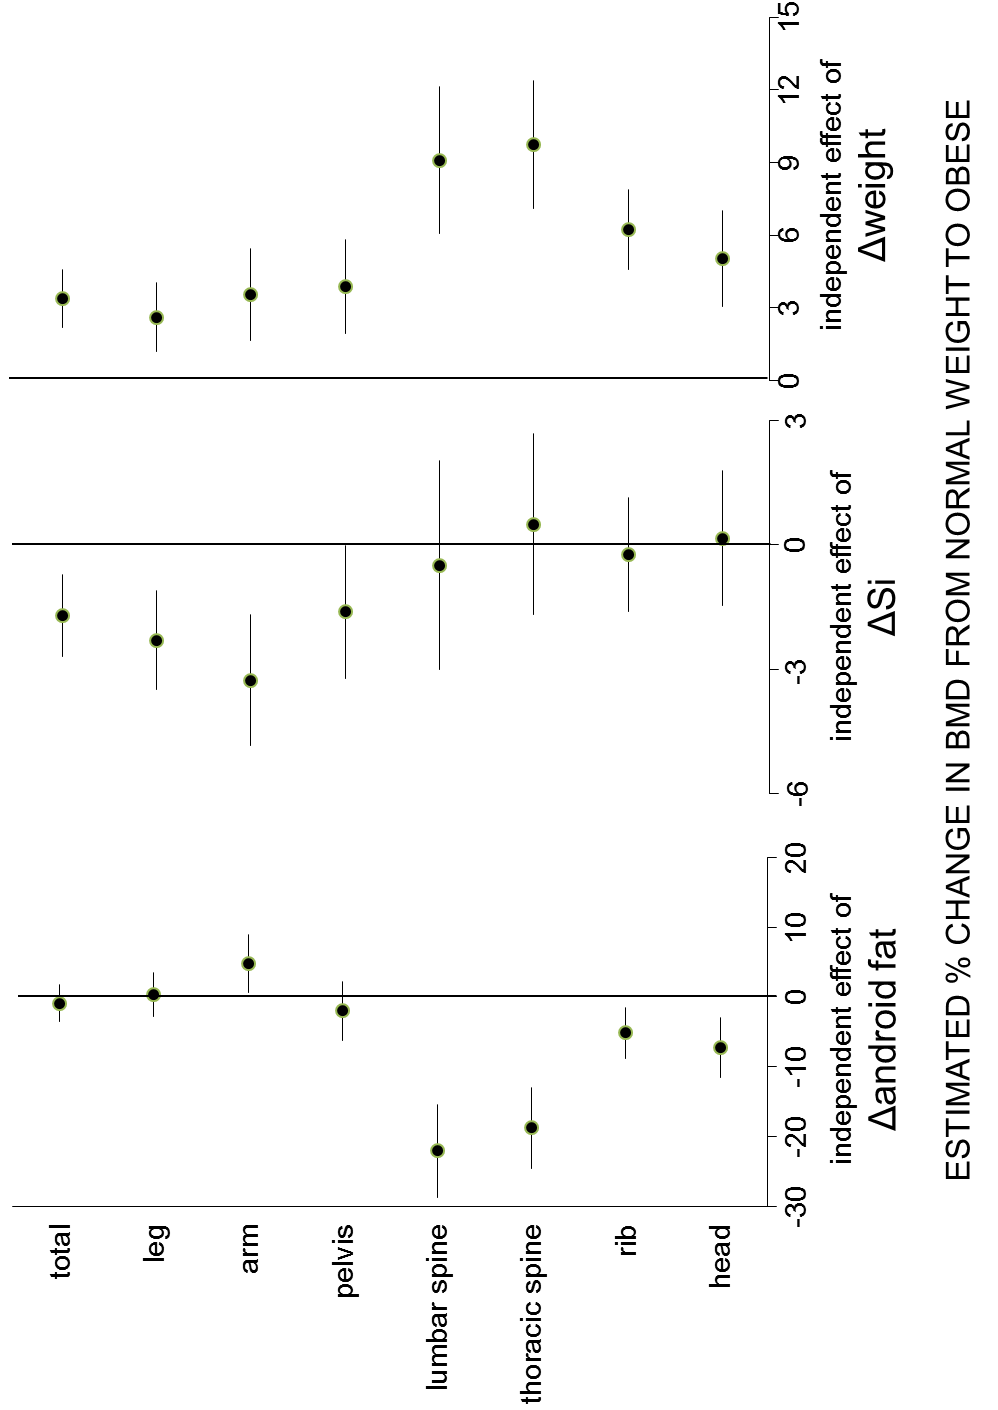 total
leg
arm
pelvis
lumbar spine
thoracic spine
rib
head
-30 -20 -10 0 10 20
independent effect of
Δandroid fat
-6 -3 0 3
independent effect of
ΔSi
0 3 6 9 12 15
independent effect of
Δweight
ESTIMATED % CHANGE IN BMD FROM NORMAL WEIGHT TO OBESE